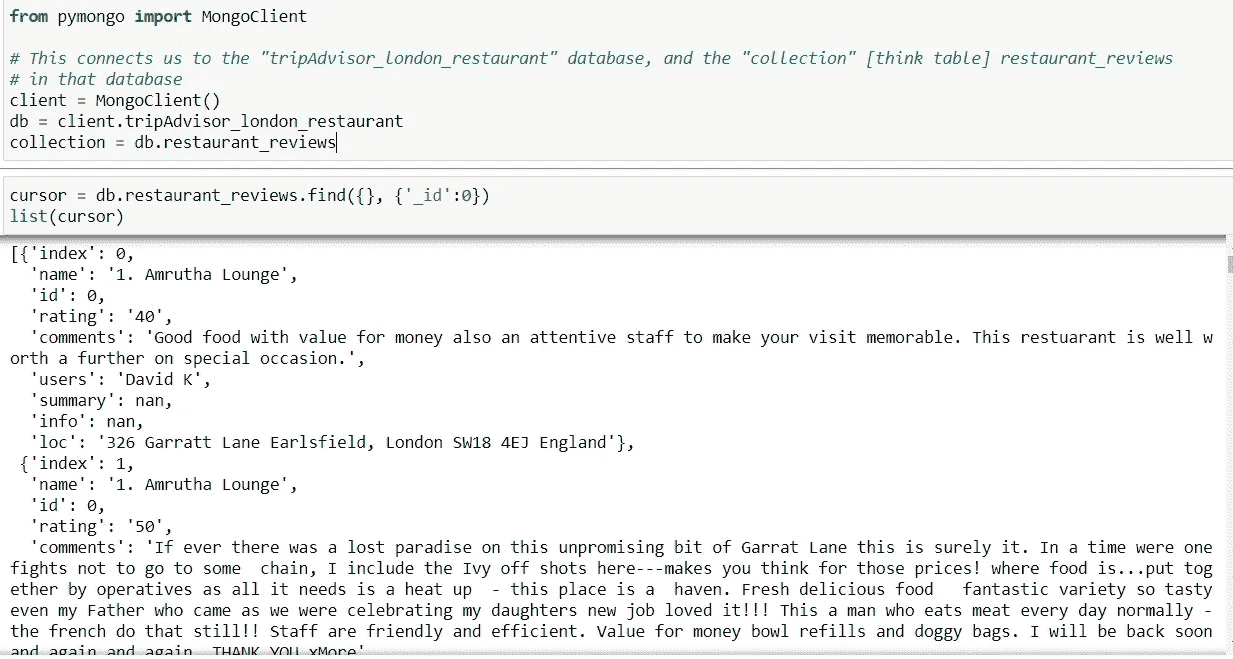 from pymongo import MongoClient
# This connects us to the "tripAdvisor_london_restaurant" database, and the "collection" [think table] restaurant_reviews
# in that database
client = MongoClient()
db = client.tripAdvisor_london_restaurant
collection = db.restaurant_reviews
cursor = db.restaurant_reviews.find({}, {'_id':0})
list(cursor)
[{'index': 0,
'name': '1. Amrutha Lounge',
'id': 0,
'rating': '40',
'comments': 'Good food with value for money also an attentive staff to make your visit memorable. This restuarant is well w
orth a further on special occasion.',
'users': 'David K',
'summary': nan,
'info': nan,
'loc': '326 Garratt Lane Earlsfield, London SW18 4EJ England'},
{'index': 1,
'name': '1. Amrutha Lounge',
'id': 0,
'rating': '50',
'comments': 'If ever there was a lost paradise on this unpromising bit of Garrat Lane this is surely it. In a time were one
fights not to go to some  chain, I include the Ivy off shots here---makes you think for those prices! where food is...put tog
ether by operatives as all it needs is a heat up  - this place is a  haven. Fresh delicious food   fantastic variety so tasty
even my Father who came as we were celebrating my daughters new job loved it!!! This a man who eats meat every day normally -
the french do that still!! Staff are friendly and efficient. Value for money bowl refills and doggy bags. I will be back soon
and again and again  THANK YOU xMore'